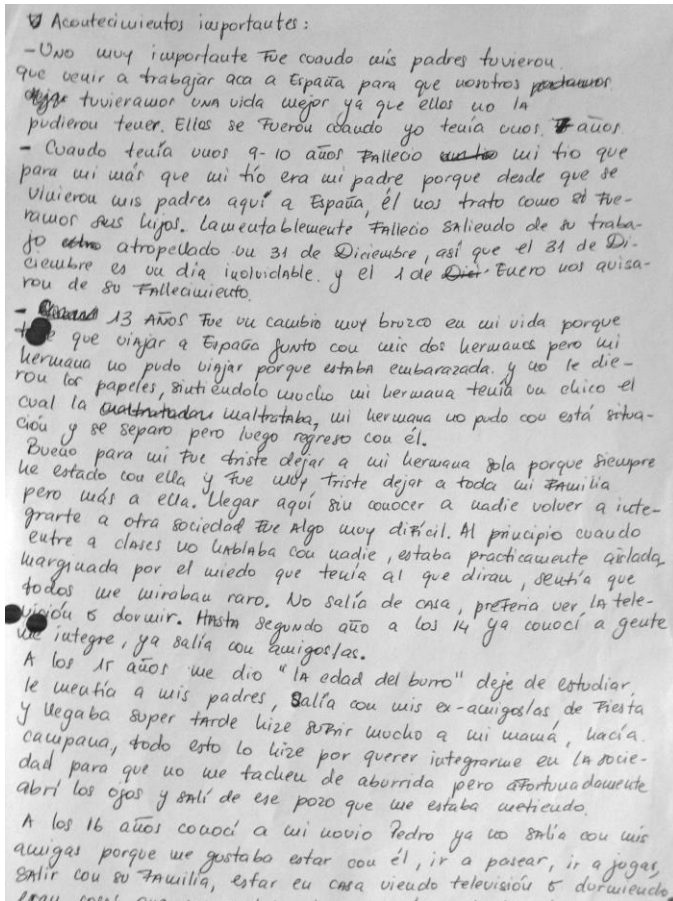 Acontecimientos importantes:
- Uno muy importante fue cuando mis padres tuvieron
que venir a trabajar aca a España para que nosotros
tuvieramos una vida mejor ya que ellos no la
pudieron tener. Ellos se fueron cuando yo tenía unos 7 años
- Cuando tenía unos 9-10 años fallecio mi tio que
para mi más que mi tío era mi padre porque desde que se
vinieron mis padres aquí a España, él nos trato como si fue-
ramos sus hijos. Lamentablemente fallecio saliendo de su traba-
jo atropellado un 31 de Diciembre, así que el 31 de Di-
ciembre es un día inolvidable. y el 1 de Enero nos avisa-
ron de su fallecimiento.
- 13 años fue un cambio muy bruzco en mi vida porque
que viajar a España junto con mis dos hermanos pero mi
hermana no pudo viajar porque estaba embarazada. y no le die-
ron los papeles, sintiéndolo mucho mi hermana tenía un chico el
cual la maltrataba, mi hermana no pudo con está situa-
ción y se separo pero luego regreso con él.
Bueno para mi fue triste dejar a mi hermana sola porque siempre
he estado con ella y fue muy triste dejar a toda mi familia
pero más a ella. Llegar aquí sin conocer a nadie volver a inte-
grarte a otra sociedad fue algo muy difícil. Al principio cuando
entre a clases no hablaba con nadie, estaba practicamente aislada,
marginada por el miedo que tenía al que diran, sentía que
todos me miraban raro. No salía de casa, preferia ver la tele-
visión ó dormir. Hasta segundo año a los 14 ya conocí a gente
me integre, ya salía con amigos/as.
A los 15 años me dio "la edad del burro" deje de estudiar,
le mentía a mis padres, salía con mis ex-amigos/as de fiesta
y llegaba super tarde hize sufrir mucho a mi mamá, hacía.
campana, todo esto lo hize por querer integrarme en la socie-
dad para que no me tachen de aburrida pero afortunadamente
abrí los ojos y salí de ese pozo que me estaba metiendo.
A los 16 años conocí a mi novio Pedro ya no salía con mis
amigas porque me gustaba estar con él, ir a pasear, ir a jogar,
salir con su familia, estar en casa viendo televisión ó durmiendo